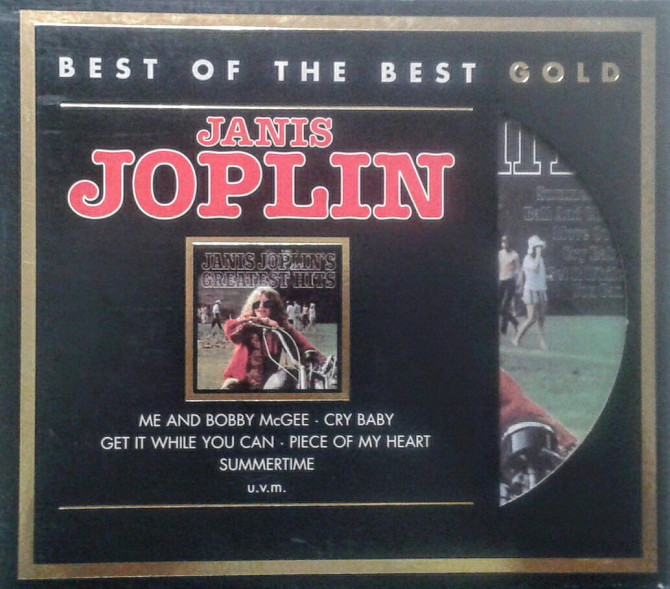 BEST OF THE BEST GOLD
JANIS
JOPLIN
JANIS JOPLIN'S
GREATEST HITS
ME AND BOBBY McGEE · CRY BABY
GET IT WHILE YOU CAN · PIECE OF MY HEART
SUMMERTIME
u.v.m.